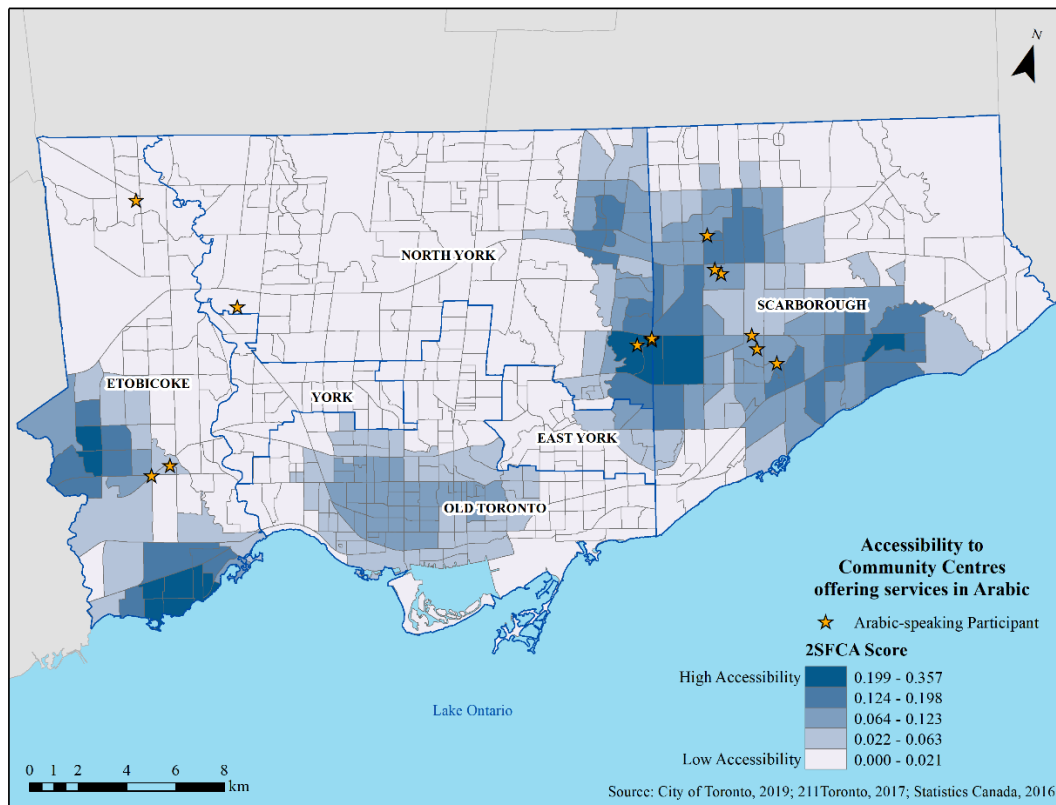 N
NORTH YORK
SCARBOROUGH
ETOBICOKE
YORK
EAST YORK
OLD TORONTO
Accessibility to
Community Centres
offering services in Arabic
Arabic-speaking Participant
2SFCA Score
High Accessibility 0.199 - 0.357
0.124 - 0.198
0.064 - 0.123
0.022 - 0.063
Low Accessibility 0.000 - 0.021
Lake Ontario
0 1 2 4 6 8
km
Source: City of Toronto, 2019; 211Toronto, 2017; Statistics Canada, 2016